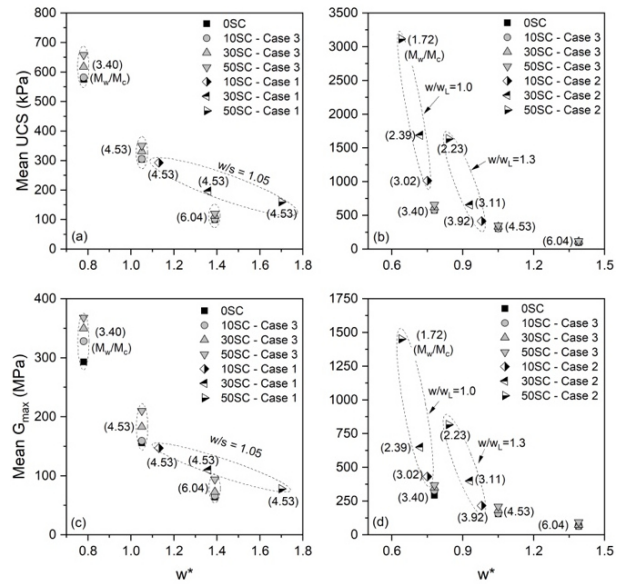 800
700
600
500
400
300
200
100
0
Mean UCS (kPa)
0SC
10SC - Case 3
30SC - Case 3
50SC - Case 3
10SC - Case 1
30SC - Case 1
50SC - Case 1
(3.40)
(Mw/Mc)
(4.53)
w/s = 1.05
(4.53)
(4.53)
(6.04)
(4.53)
(a)
0.8 1.0 1.2 1.4 1.6 1.8
3500
3000
2500
2000
1500
1000
500
0
0SC
10SC - Case 3
30SC - Case 3
50SC - Case 3
10SC - Case 2
30SC - Case 2
50SC - Case 2
(1.72)
(Mw/Mc)
w/wL=1.0
(2.39)
(2.23)
w/wL=1.3
(3.02)
(3.11)
(3.40)
(3.92)
(4.53)
(6.04)
(b)
0.6 0.9 1.2 1.5
400
300
200
100
0
Mean Gmax (MPa)
0SC
10SC - Case 3
30SC - Case 3
50SC - Case 3
10SC - Case 1
30SC - Case 1
50SC - Case 1
(3.40)
(Mw/Mc)
(4.53)
w/s = 1.05
(4.53)
(4.53)
(6.04)
(4.53)
(c)
0.8 1.0 1.2 1.4 1.6 1.8
w*
1750
1500
1250
1000
750
500
250
0
0SC
10SC - Case 3
30SC - Case 3
50SC - Case 3
10SC - Case 2
30SC - Case 2
50SC - Case 2
(1.72)
(Mw/Mc)
w/wL=1.0
(2.23)
w/wL=1.3
(2.39)
(3.02)
(3.11)
(3.40)
(3.92)
(4.53)
(6.04)
(d)
0.6 0.9 1.2 1.5
w*